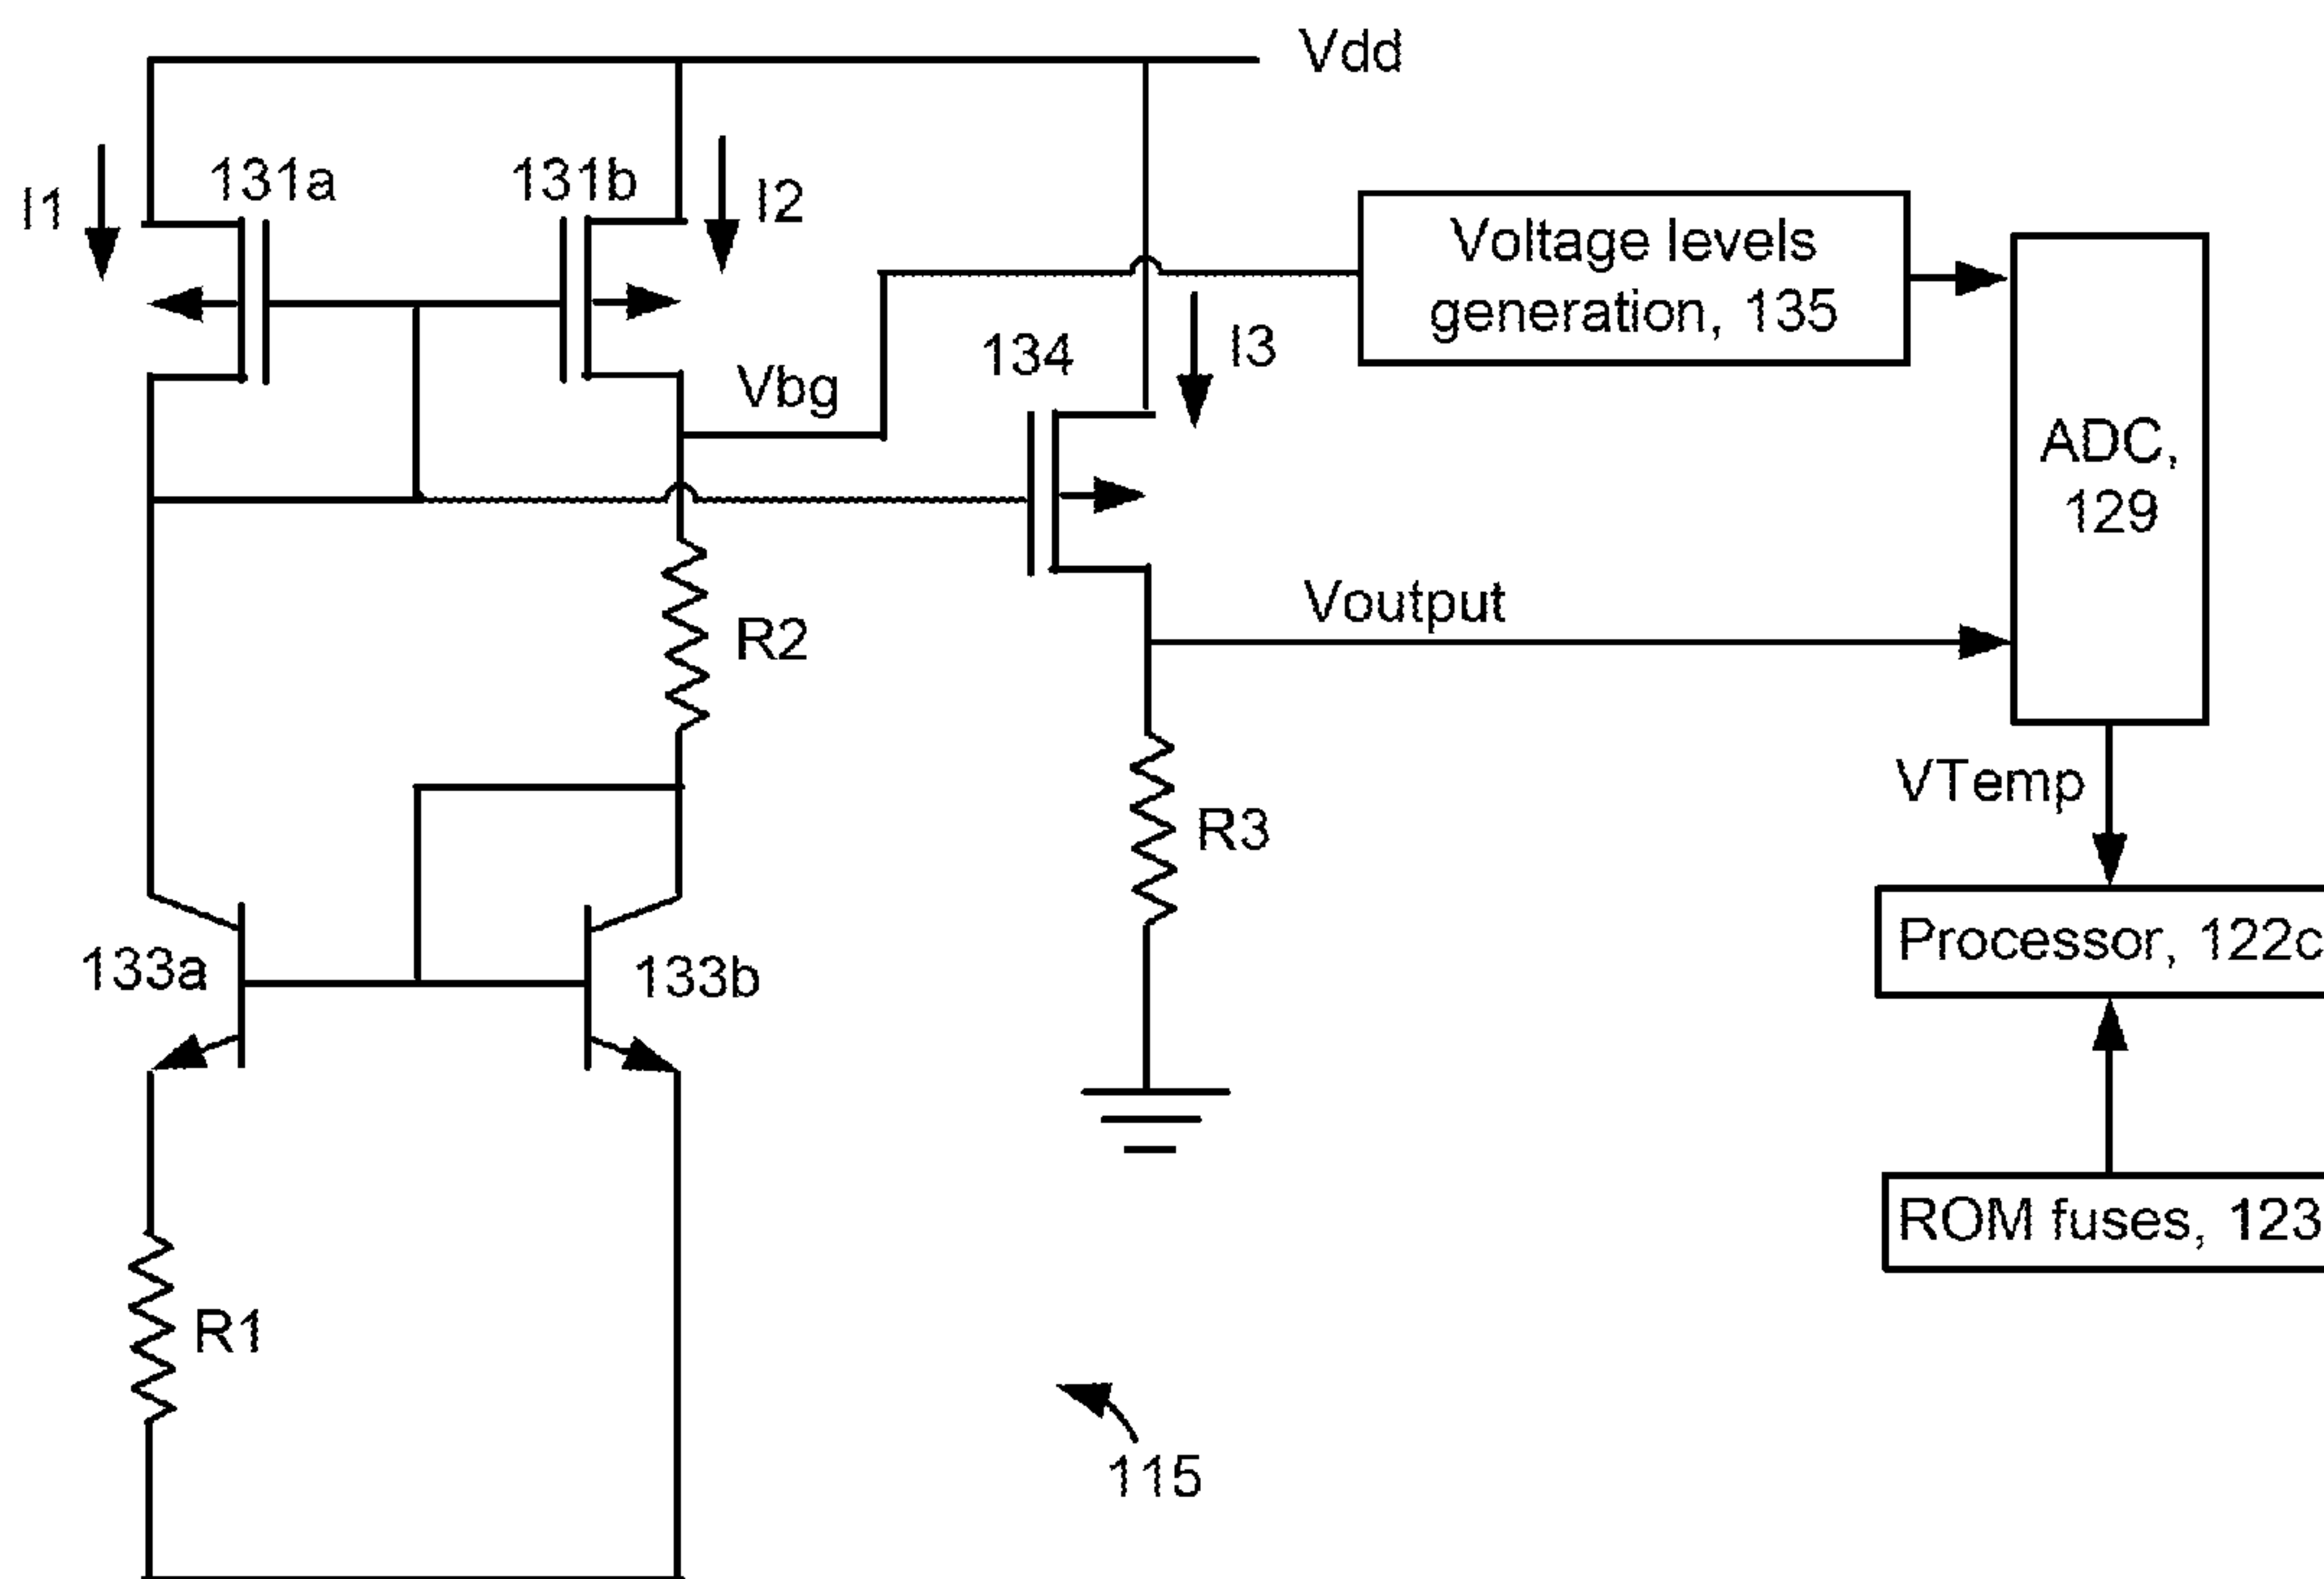 Vdd
I1
131a
131b
I2
Voltage levels
generation, 135
134
I3
Vbg
ADC,
129
Voutput
R2
VTemp
R3
Processor, 122c
133a
133b
ROM fuses, 123
R1
115